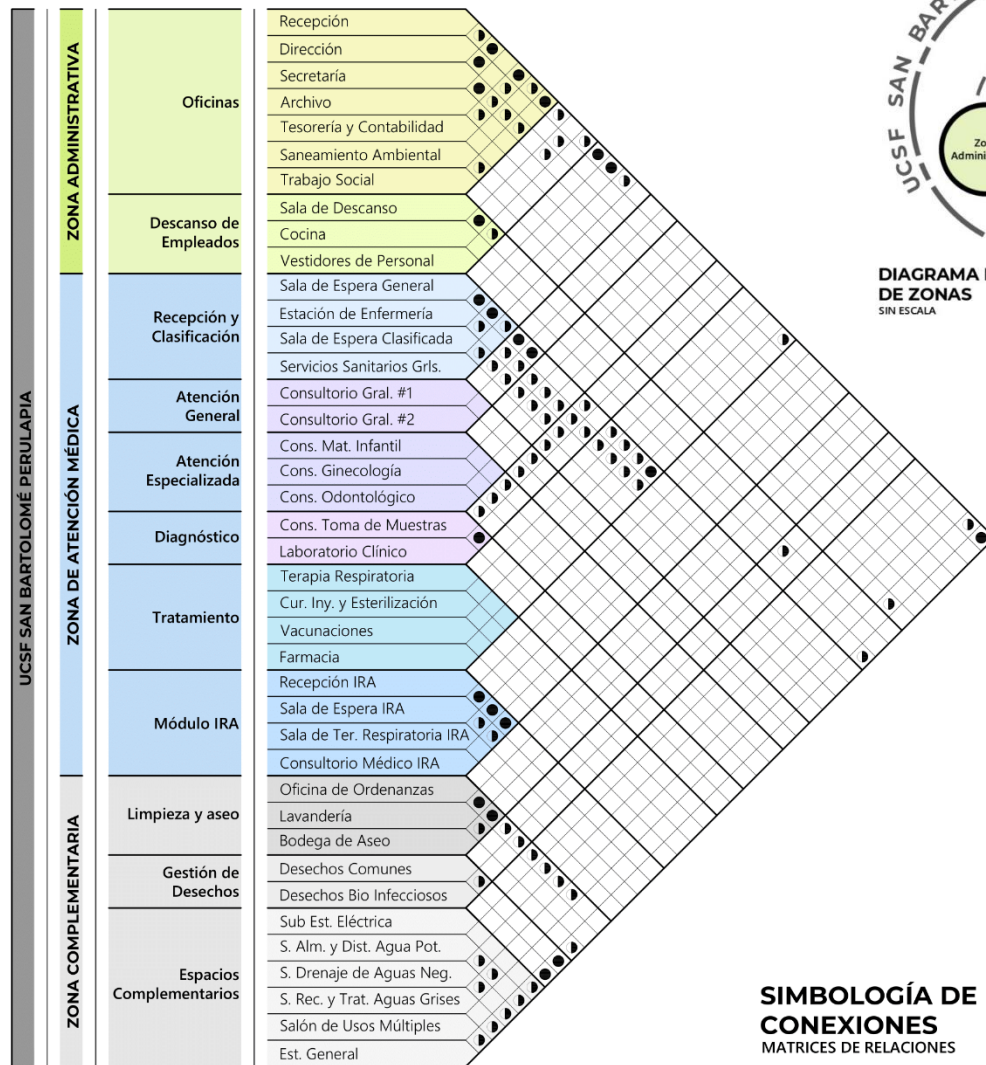 UCSF SAN BARTOLOMÉ PERULAPIA
ZONA ADMINISTRATIVA
Oficinas
Recepción
Dirección
Secretaría
Archivo
Tesorería y Contabilidad
Saneamiento Ambiental
Trabajo Social
Descanso de
Empleados
Sala de Descanso
Cocina
Vestidores de Personal
ZONA DE ATENCIÓN MÉDICA
Recepción y
Clasificación
Sala de Espera General
Estación de Enfermería
Sala de Espera Clasificada
Servicios Sanitarios Grls.
Atención
General
Consultorio Gral. #1
Consultorio Gral. #2
Atención
Especializada
Cons. Mat. Infantil
Cons. Ginecología
Cons. Odontológico
Diagnóstico
Cons. Toma de Muestras
Laboratorio Clínico
Tratamiento
Terapia Respiratoria
Cur. Iny. y Esterilización
Vacunaciones
Farmacia
Módulo IRA
Recepción IRA
Sala de Espera IRA
Sala de Ter. Respiratoria IRA
Consultorio Médico IRA
ZONA COMPLEMENTARIA
Limpieza y aseo
Oficina de Ordenanzas
Lavandería
Bodega de Aseo
Gestión de
Desechos
Desechos Comunes
Desechos Bio Infecciosos
Espacios
Complementarios
Sub Est. Eléctrica
S. Alm. y Dist. Agua Pot.
S. Drenaje de Aguas Neg.
S. Rec. y Trat. Aguas Grises
Salón de Usos Múltiples
Est. General
UCSF SAN BAR
Zo
Admini
DIAGRAMA
DE ZONAS
SIN ESCALA
SIMBOLOGÍA DE
CONEXIONES
MATRICES DE RELACIONES